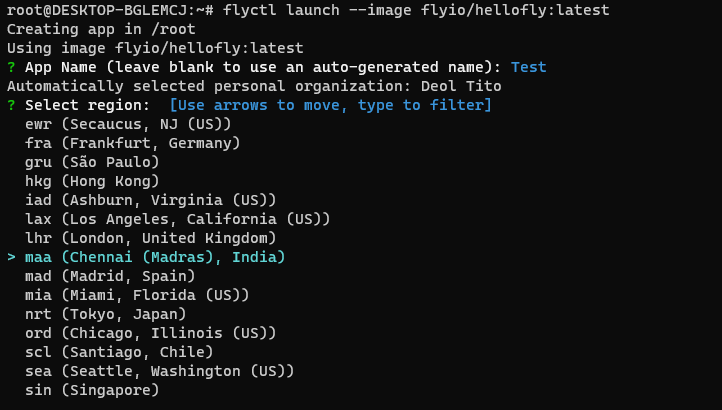 root@DESKTOP-BGLEMCJ:~# flyctl launch --image flyio/hellofly:latest
Creating app in /root
Using image flyio/hellofly:latest
? App Name (leave blank to use an auto-generated name): Test
Automatically selected personal organization: Deol Tito
? Select region:  [Use arrows to move, type to filter]
  ewr (Secaucus, NJ (US))
  fra (Frankfurt, Germany)
  gru (São Paulo)
  hkg (Hong Kong)
  iad (Ashburn, Virginia (US))
  lax (Los Angeles, California (US))
  lhr (London, United Kingdom)
> maa (Chennai (Madras), India)
  mad (Madrid, Spain)
  mia (Miami, Florida (US))
  nrt (Tokyo, Japan)
  ord (Chicago, Illinois (US))
  scl (Santiago, Chile)
  sea (Seattle, Washington (US))
  sin (Singapore)